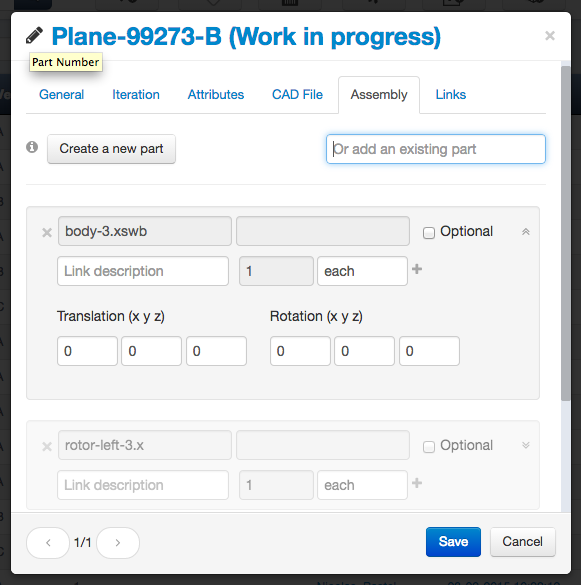 Plane-99273-B (Work in progress)
×
Part Number
General Iteration Attributes CAD File Assembly Links
Create a new part
Or add an existing part
body-3.xswb
Optional
Link description
1
each
+
Translation (x y z)
Rotation (x y z)
0 0 0 0 0 0
rotor-left-3.x
Optional
Link description
1
each
+
1/1
Save
Cancel